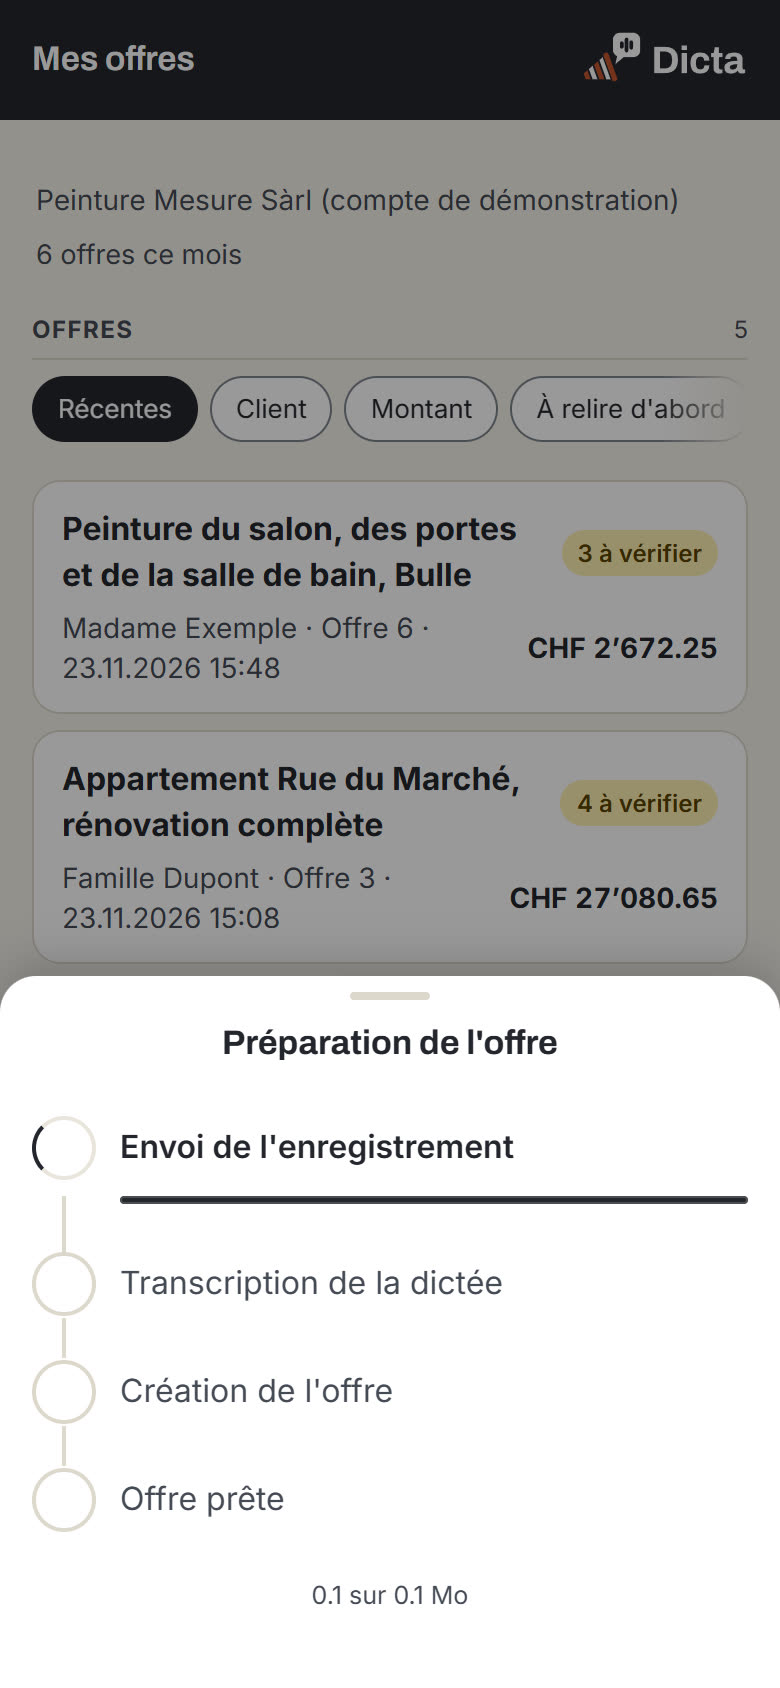 Mes offres
Dicta
Peinture Mesure Sàrl (compte de démonstration)
6 offres ce mois
OFFRES
5
Récentes
Client
Montant
À relire d'abord
Peinture du salon, des portes
et de la salle de bain, Bulle
3 à vérifier
Madame Exemple · Offre 6 ·
23.11.2026 15:48
CHF 2’672.25
Appartement Rue du Marché,
rénovation complète
4 à vérifier
Famille Dupont · Offre 3 ·
23.11.2026 15:08
CHF 27’080.65
Préparation de l'offre
Envoi de l'enregistrement
Transcription de la dictée
Création de l'offre
Offre prête
0.1 sur 0.1 Mo